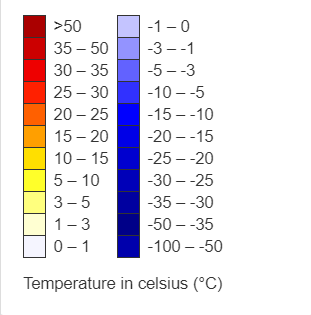 >50 -1 – 0
35 – 50 -3 – -1
30 – 35 -5 – -3
25 – 30 -10 – -5
20 – 25 -15 – -10
15 – 20 -20 – -15
10 – 15 -25 – -20
5 – 10 -30 – -25
3 – 5 -35 – -30
1 – 3 -50 – -35
0 – 1 -100 – -50
Temperature in celsius (°C)